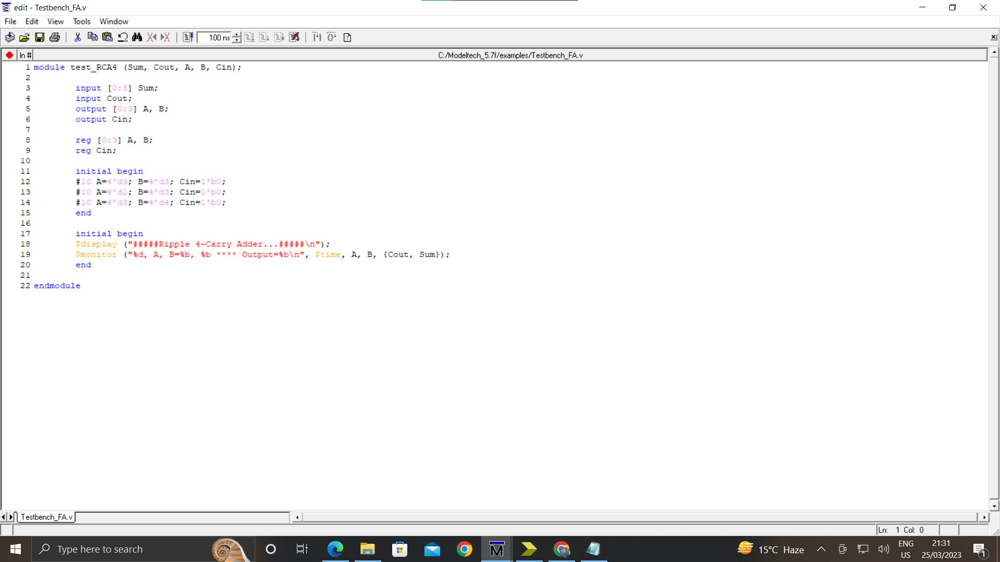 edit - Testbench_FA.v
File Edit View Tools Window
100 ns
ln #
C:/Modeltech_5.7f/examples/Testbench_FA.v
1 module test_RCA4 (Sum, Cout, A, B, Cin);
2
3 input [0:3] Sum;
4 input Cout;
5 output [0:3] A, B;
6 output Cin;
7
8 reg [0:3] A, B;
9 reg Cin;
10
11 initial begin
12 #10 A=4'd3; B=4'd3; Cin=1'b0;
13 #10 A=4'd1; B=4'd3; Cin=1'b0;
14 #10 A=4'd3; B=4'd4; Cin=1'b0;
15 end
16
17 initial begin
18 $display ("#####Ripple 4-Carry Adder...#####\n");
19 $monitor ("%d, A, B=%b, %b **** Output=%b\n", $time, A, B, {Cout, Sum});
20 end
21
22 endmodule
Testbench_FA.v
Ln: 1 Col: 0
Type here to search
15°C Haze
ENG
US
21:31
25/03/2023
1